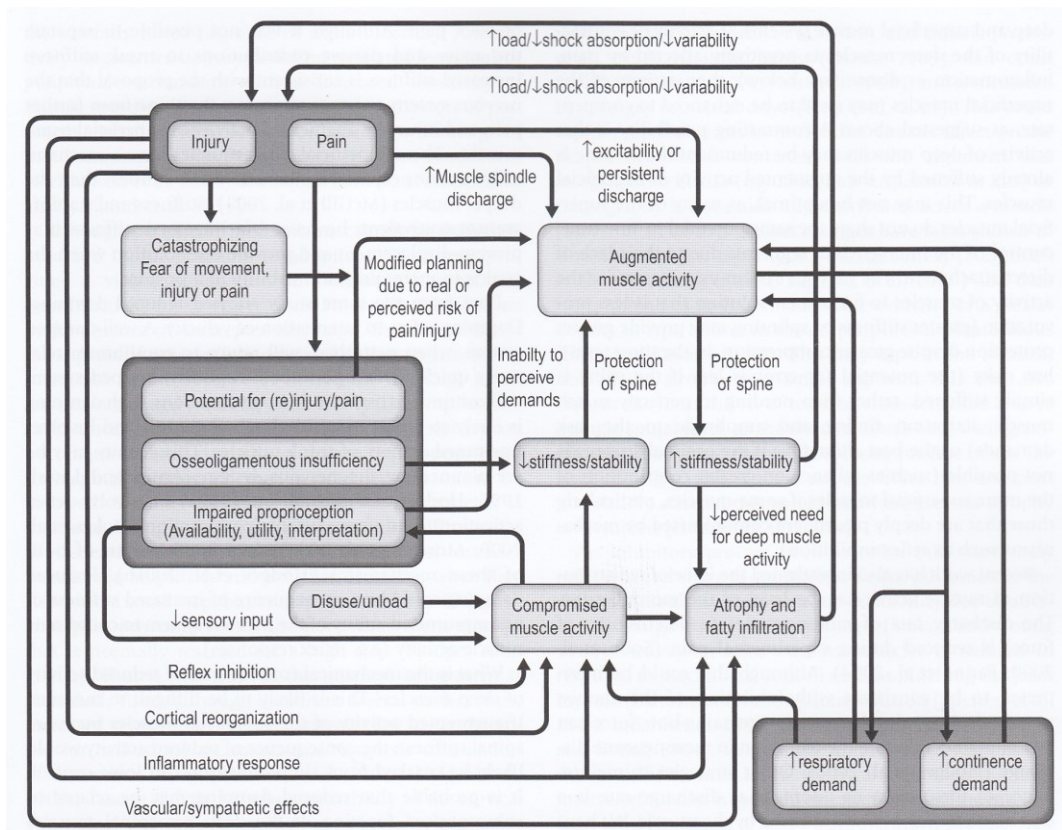 ↑load/↓shock absorption/↓variability
↑load/↓shock absorption/↓variability
Injury
Pain
↑Muscle spindle
discharge
↑excitability or
persistent
discharge
Catastrophizing
Fear of movement,
injury or pain
Modified planning
due to real or
perceived risk of
pain/injury
Augmented
muscle activity
Inabilty to
perceive
demands
Protection
of spine
Protection
of spine
Potential for (re)injury/pain
Osseoligamentous insufficiency
Impaired proprioception
(Availability, utility, interpretation)
↓stiffness/stability
↑stiffness/stability
↓perceived need
for deep muscle
activity
Disuse/unload
↓sensory input
Compromised
muscle activity
Atrophy and
fatty infiltration
Reflex inhibition
Cortical reorganization
Inflammatory response
Vascular/sympathetic effects
↑respiratory
demand
↑continence
demand